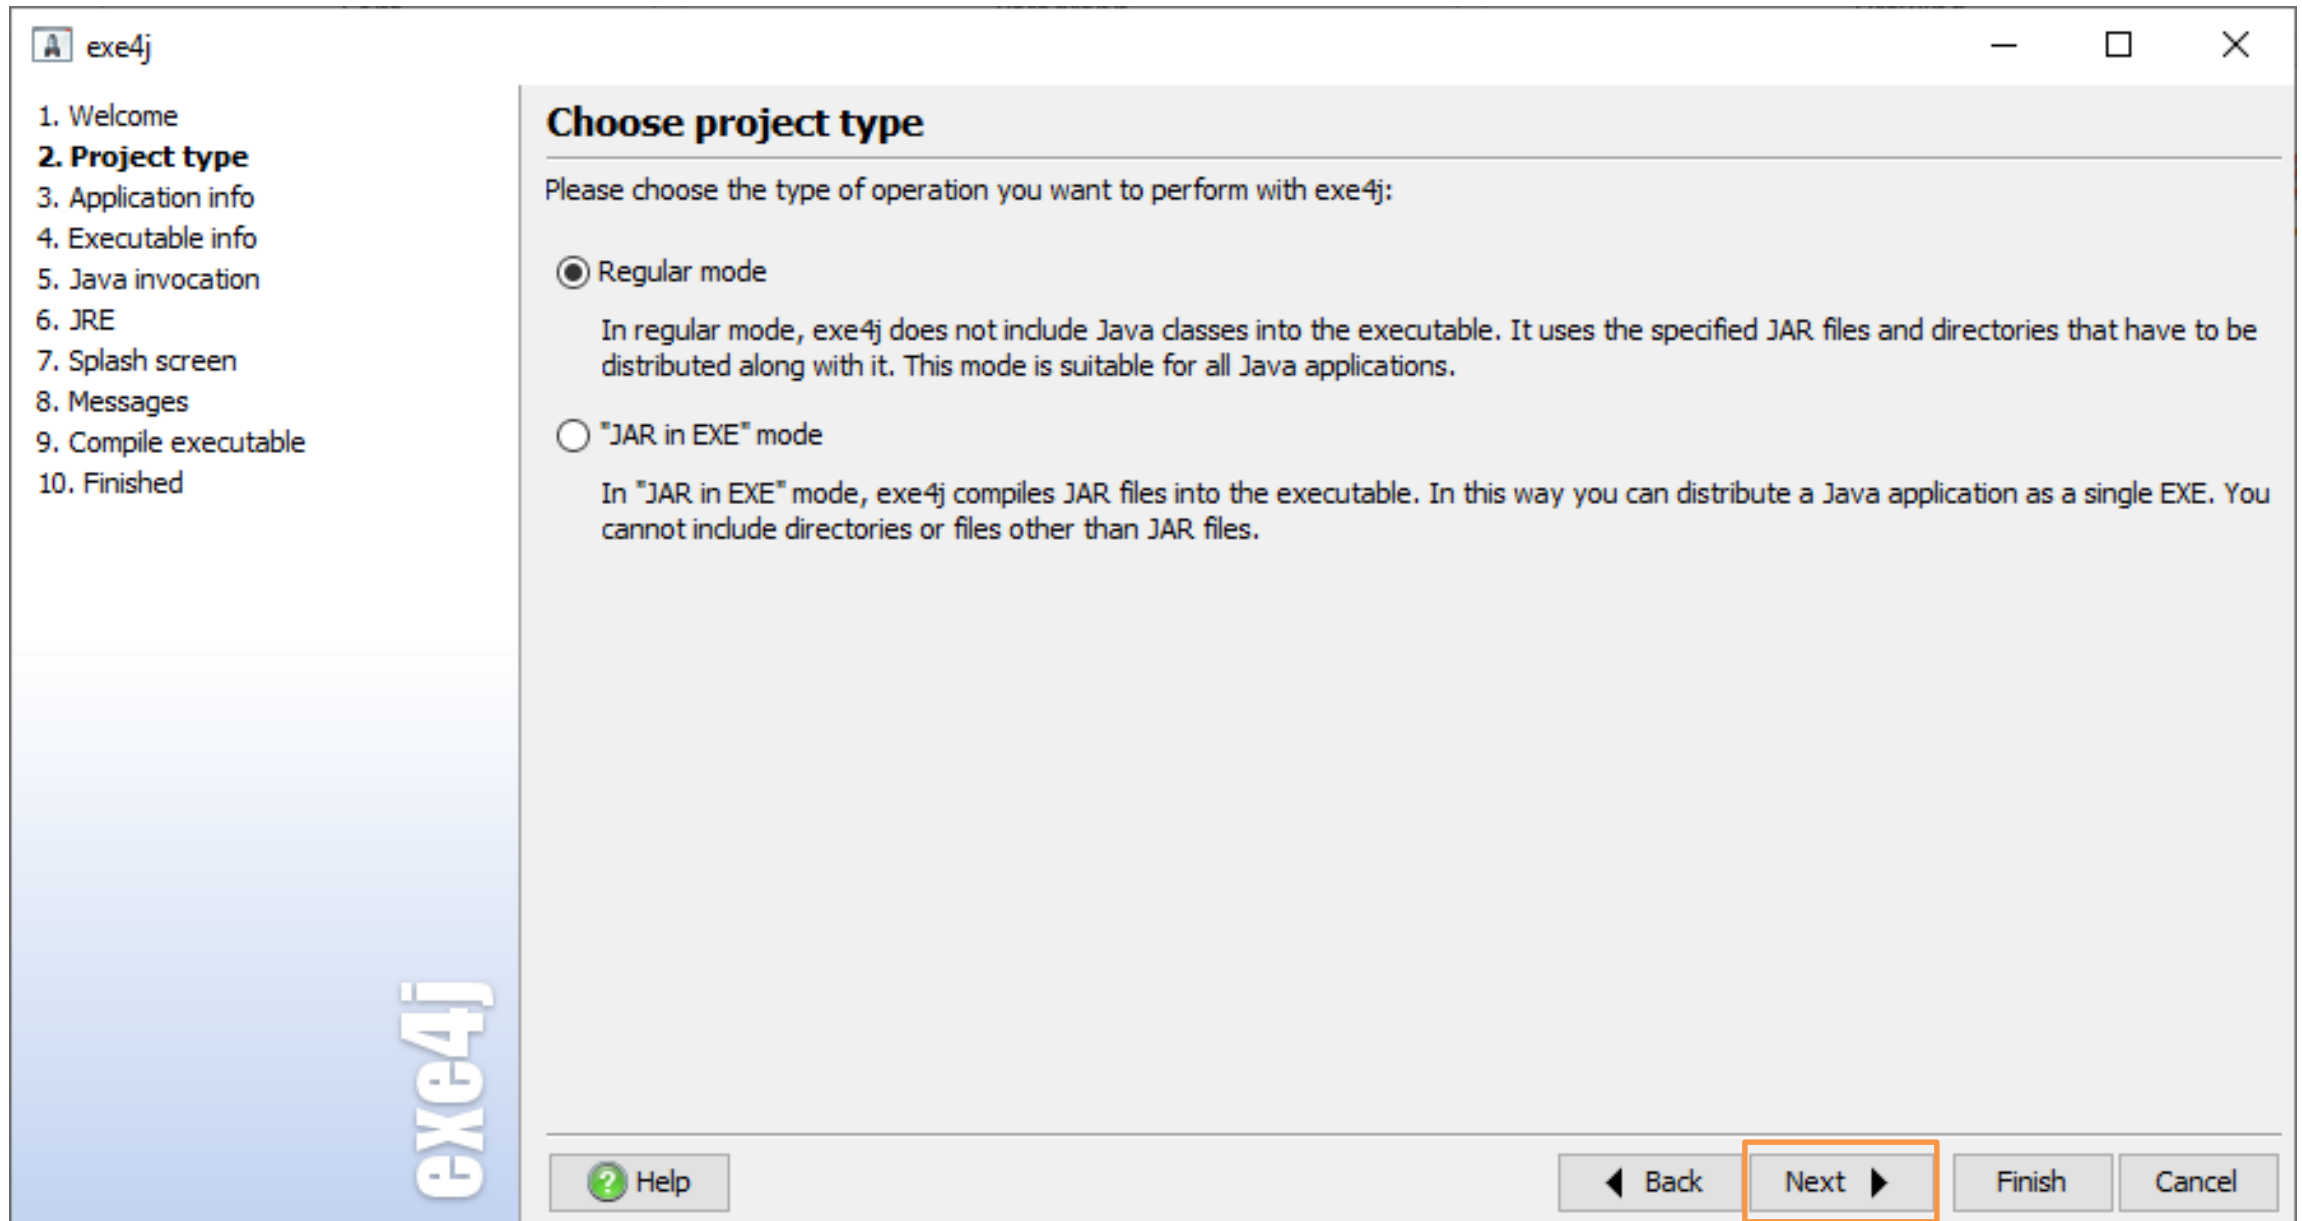 exe4j
1. Welcome
2. Project type
3. Application info
4. Executable info
5. Java invocation
6. JRE
7. Splash screen
8. Messages
9. Compile executable
10. Finished
exe4j
Choose project type
Please choose the type of operation you want to perform with exe4j:
Regular mode
In regular mode, exe4j does not include Java classes into the executable. It uses the specified JAR files and directories that have to be
distributed along with it. This mode is suitable for all Java applications.
"JAR in EXE" mode
In "JAR in EXE" mode, exe4j compiles JAR files into the executable. In this way you can distribute a Java application as a single EXE. You
cannot include directories or files other than JAR files.
Help
Back
Next
Finish
Cancel